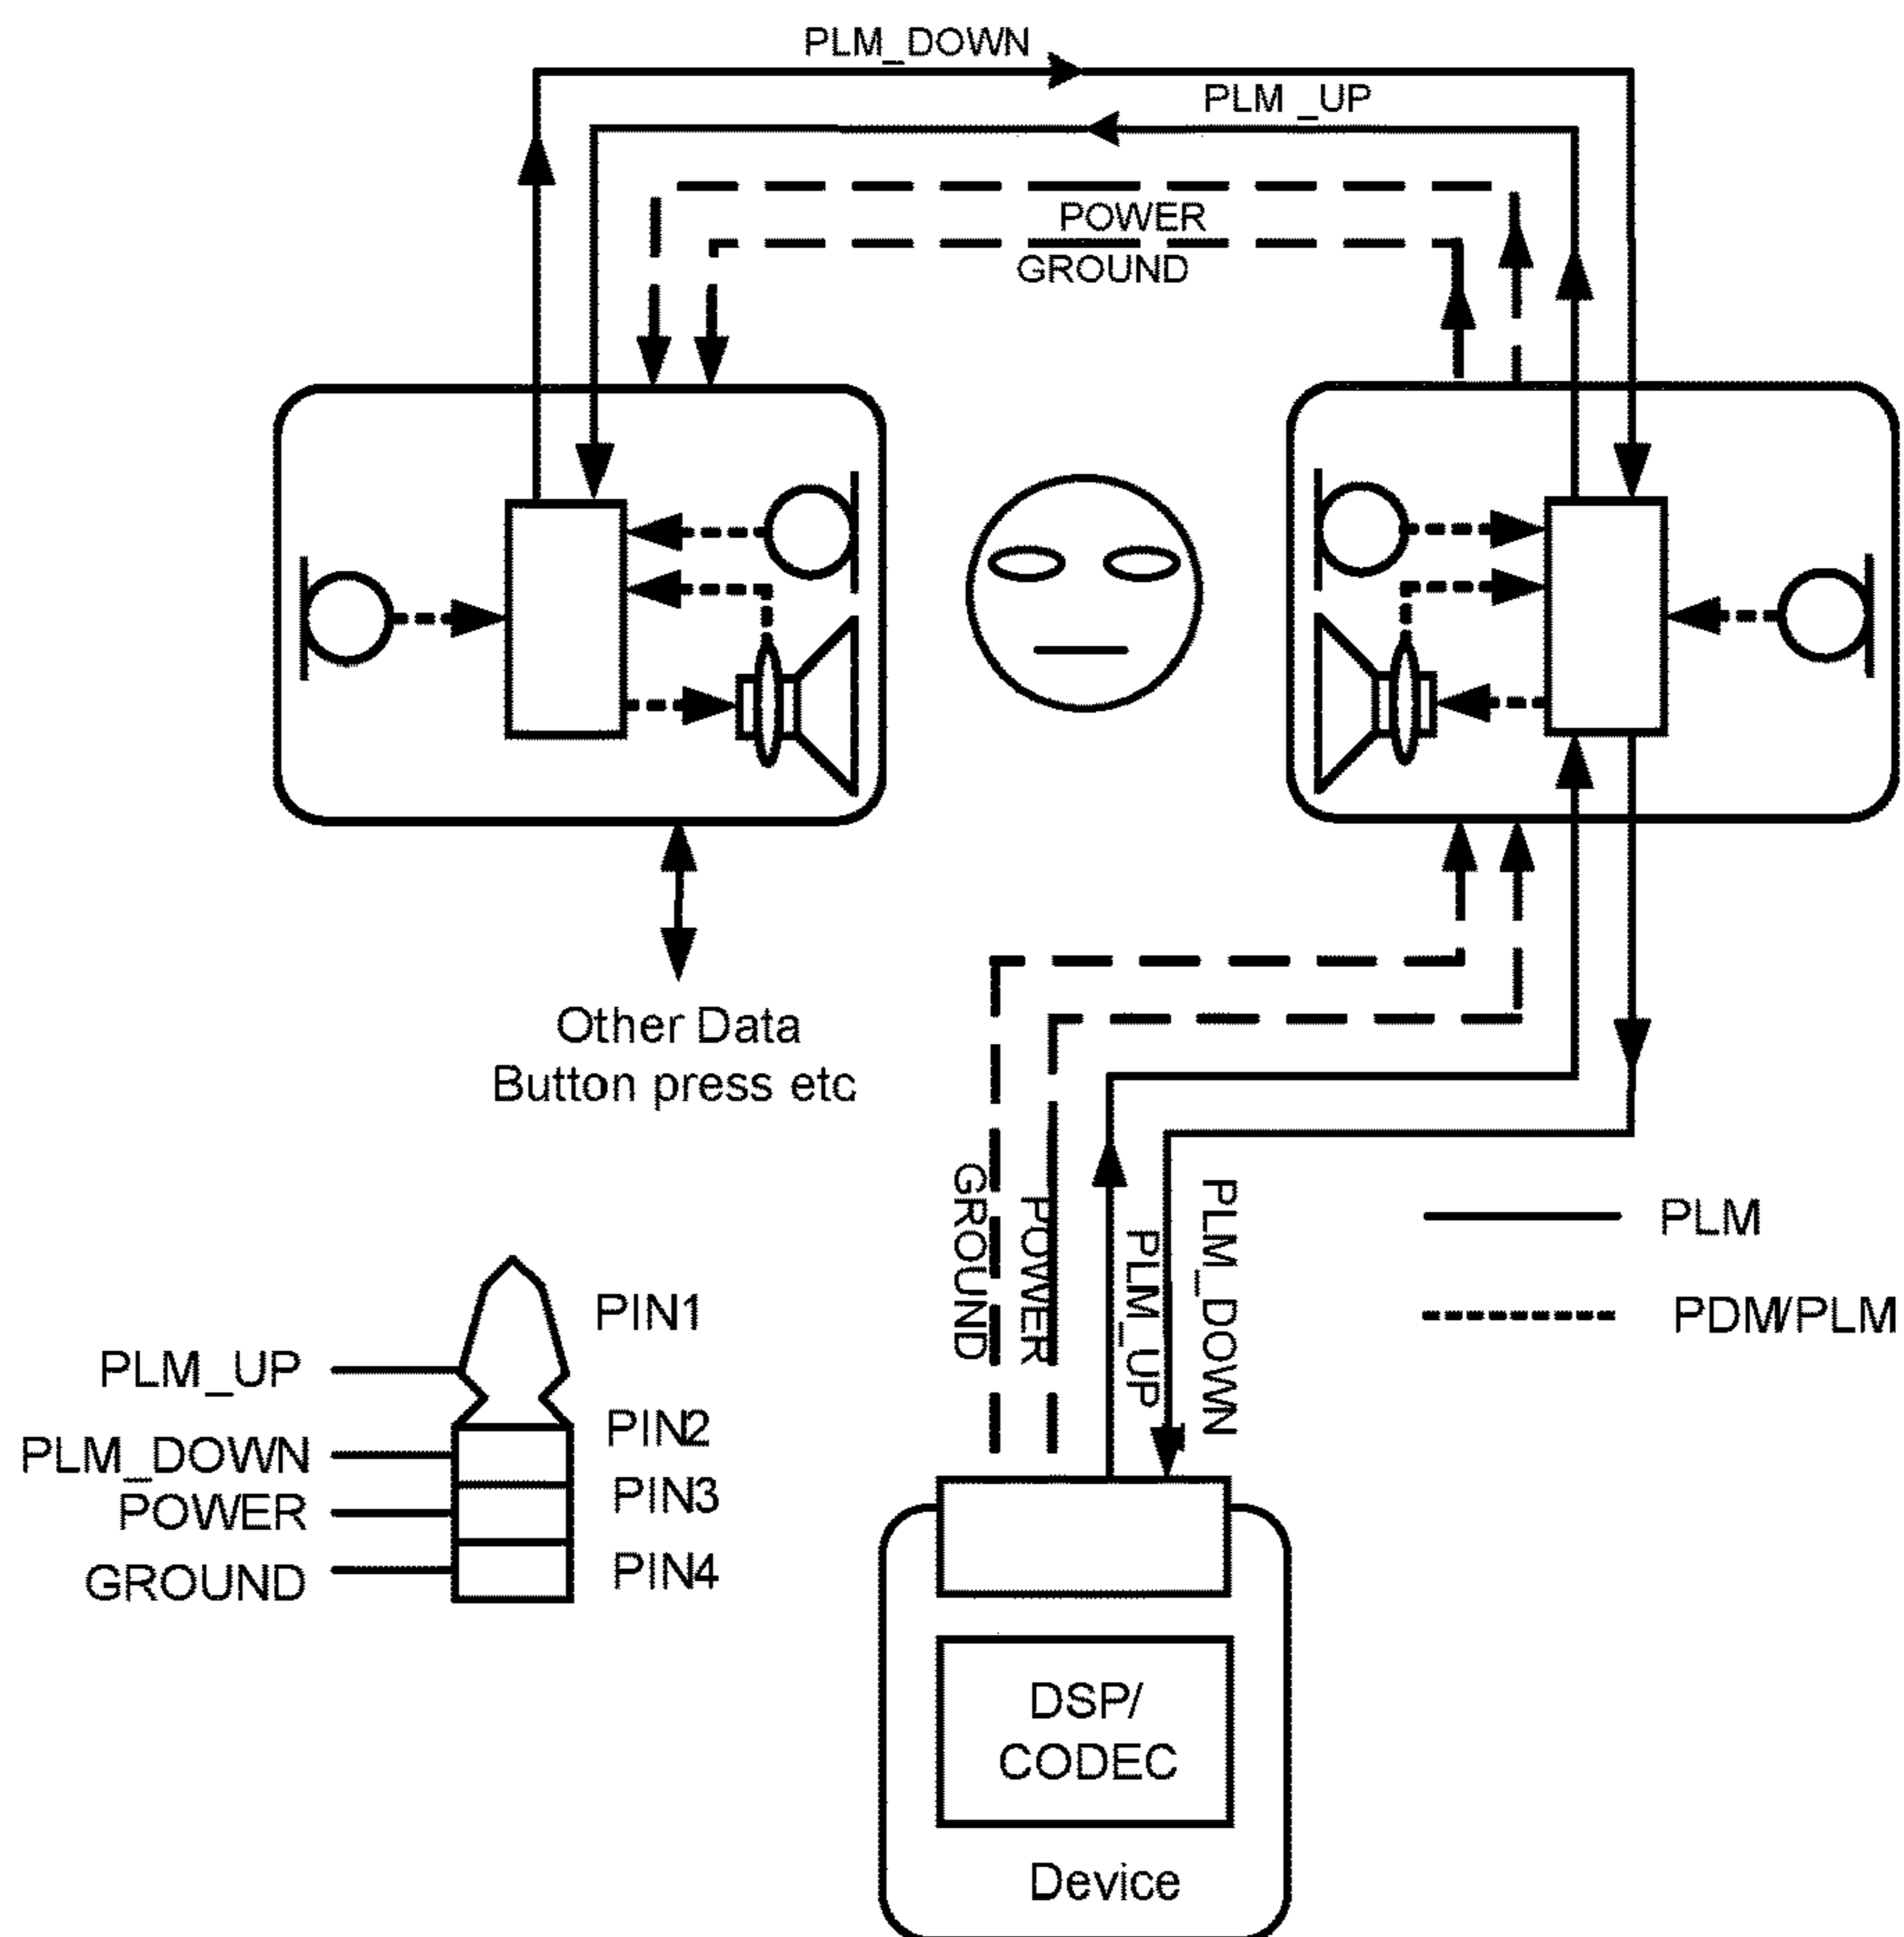 PLM_DOWN
PLM _UP
POWER
GROUND
Other Data
Button press etc
GROUND
POWER
PLM_UP
PLM_DOWN
PLM
PDM/PLM
PIN1
PLM_UP
PIN2
PLM_DOWN
PIN3
POWER
PIN4
GROUND
DSP/
CODEC
Device